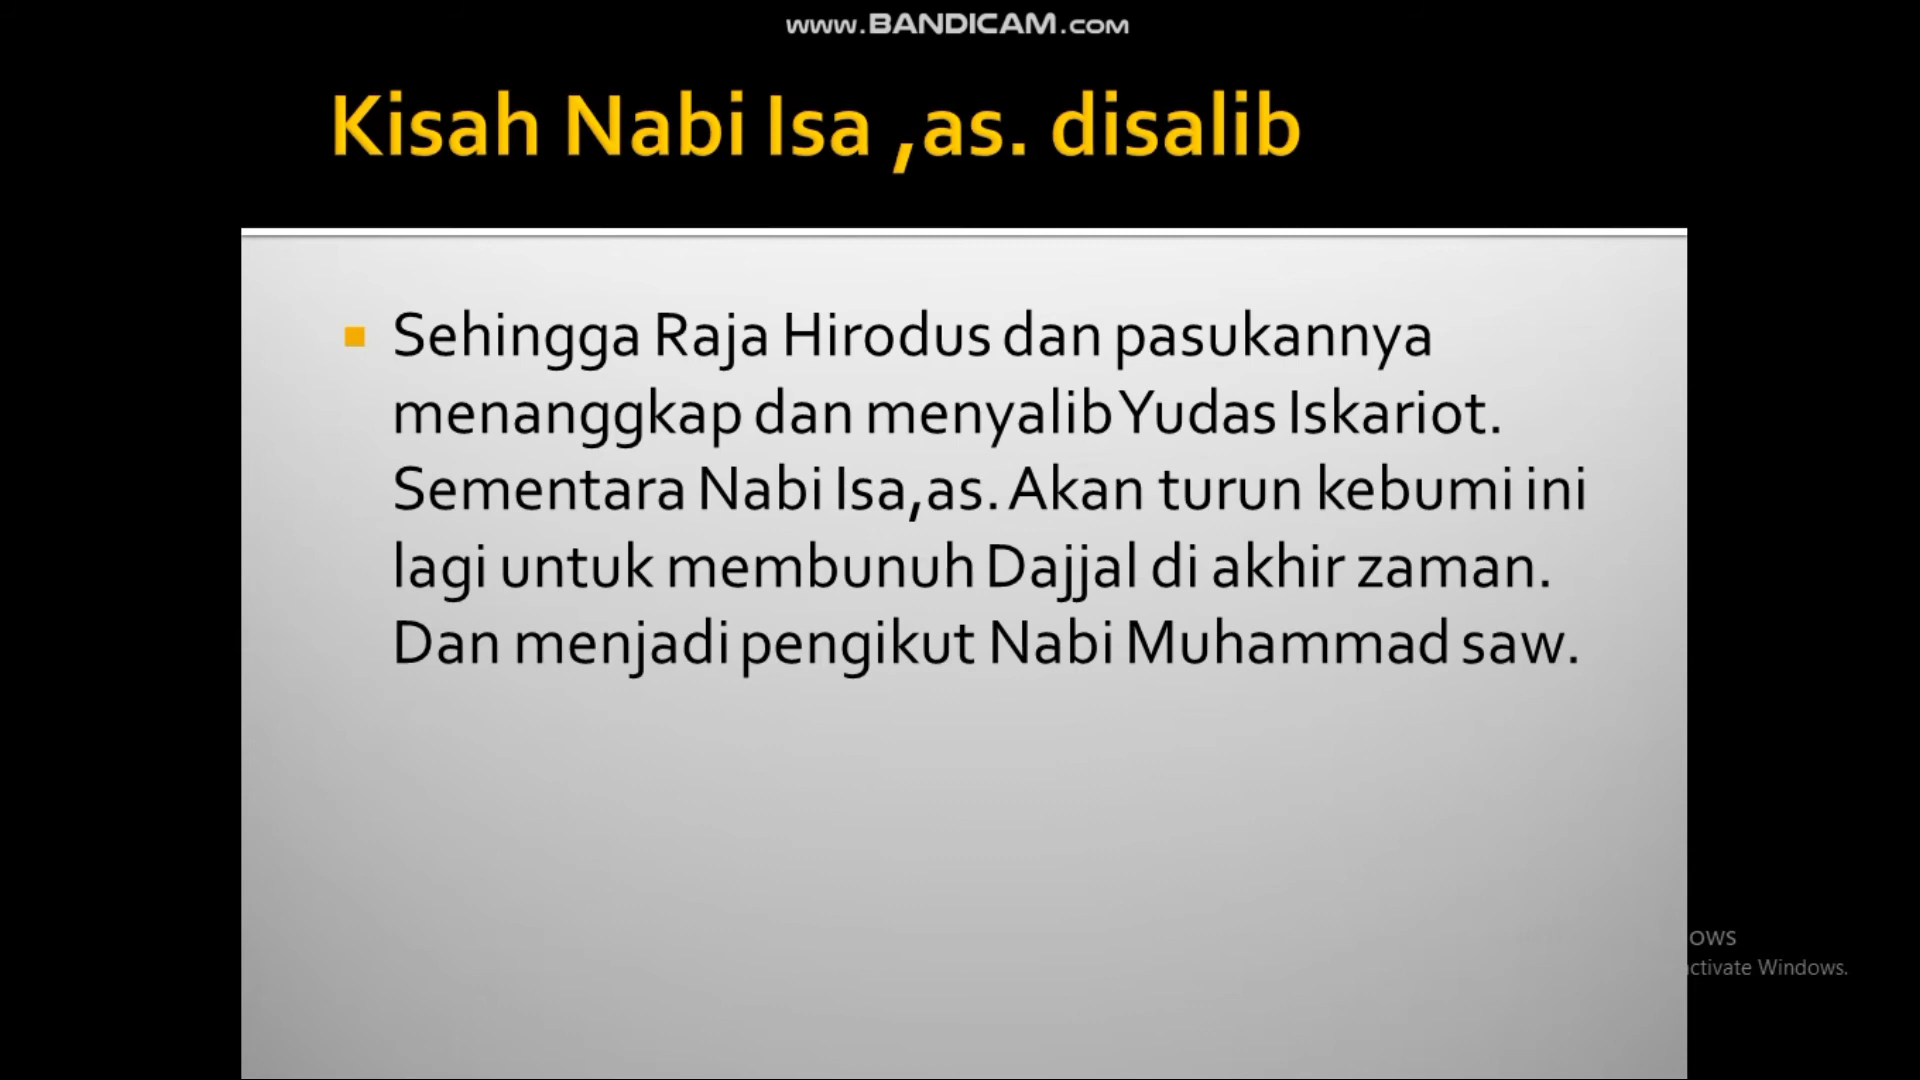 www.BANDICAM.com
Kisah Nabi Isa ,as. disalib
Sehingga Raja Hirodus dan pasukannya
menanggkap dan menyalib Yudas Iskariot.
Sementara Nabi Isa,as. Akan turun kebumi ini
lagi untuk membunuh Dajjal di akhir zaman.
Dan menjadi pengikut Nabi Muhammad saw.
ows
ctivate Windows.